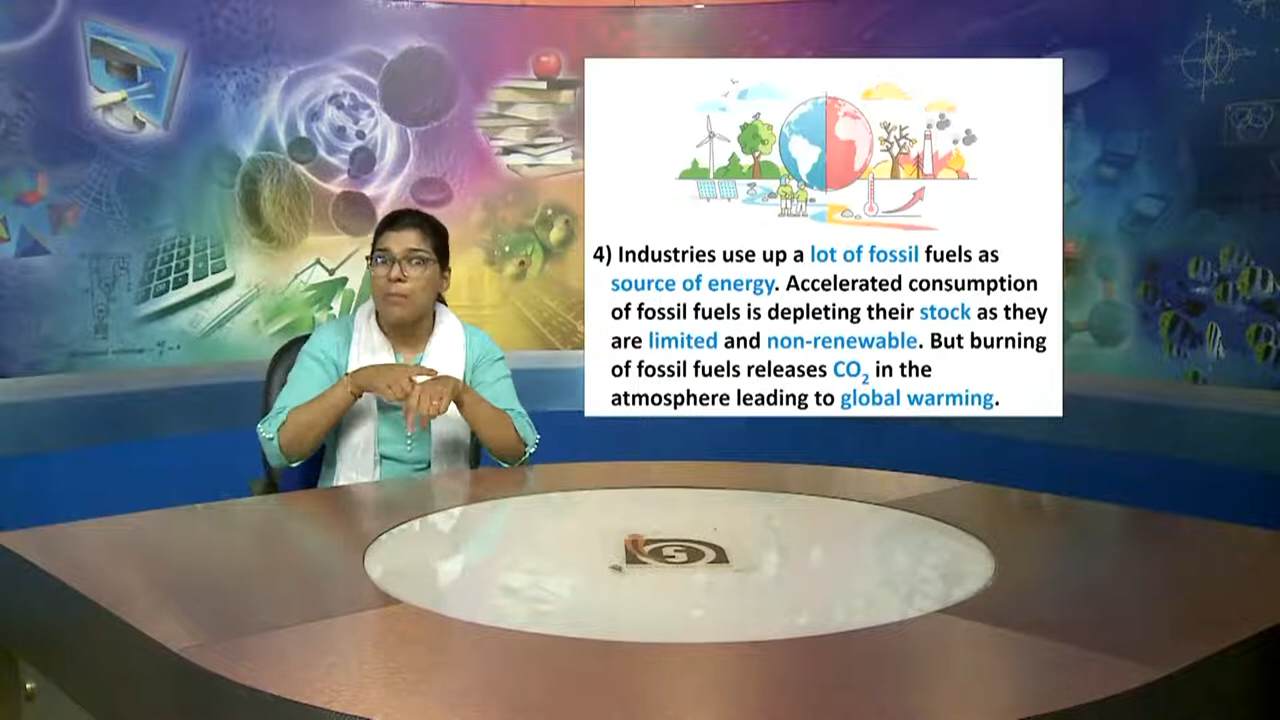 4) Industries use up a lot of fossil fuels as
source of energy. Accelerated consumption
of fossil fuels is depleting their stock as they
are limited and non-renewable. But burning
of fossil fuels releases CO₂ in the
atmosphere leading to global warming.